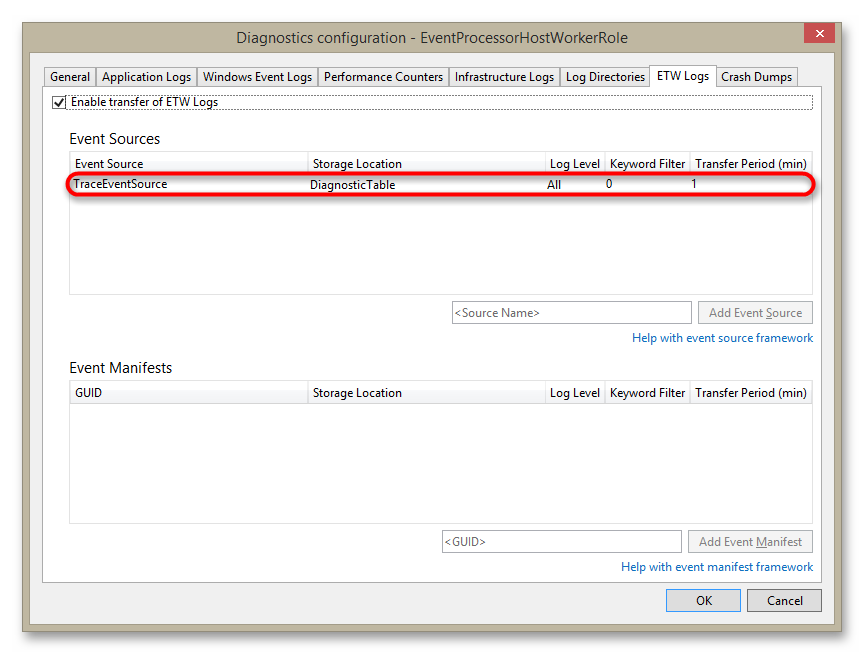 Diagnostics configuration - EventProcessorHostWorkerRole
General Application Logs Windows Event Logs Performance Counters Infrastructure Logs Log Directories ETW Logs Crash Dumps
Enable transfer of ETW Logs
Event Sources
Event Source Storage Location Log Level Keyword Filter Transfer Period (min)
TraceEventSource DiagnosticTable All 0 1
<Source Name> Add Event Source
Help with event source framework
Event Manifests
GUID Storage Location Log Level Keyword Filter Transfer Period (min)
<GUID> Add Event Manifest
Help with event manifest framework
OK Cancel